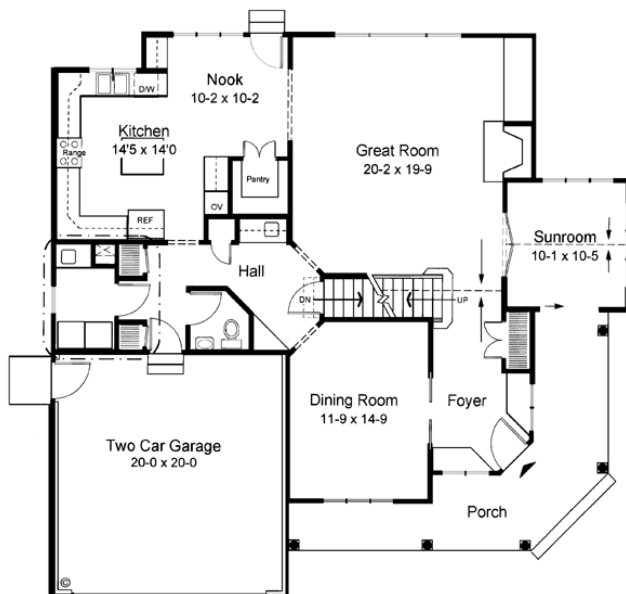 D/W
Nook
10-2 x 10-2
Kitchen
14'5 x 14'0
Range
Great Room
20-2 x 19-9
Pantry
OV
REF
Sunroom
10-1 x 10-5
Hall
DN
UP
Dining Room
11-9 x 14-9
Foyer
Two Car Garage
20-0 x 20-0
Porch